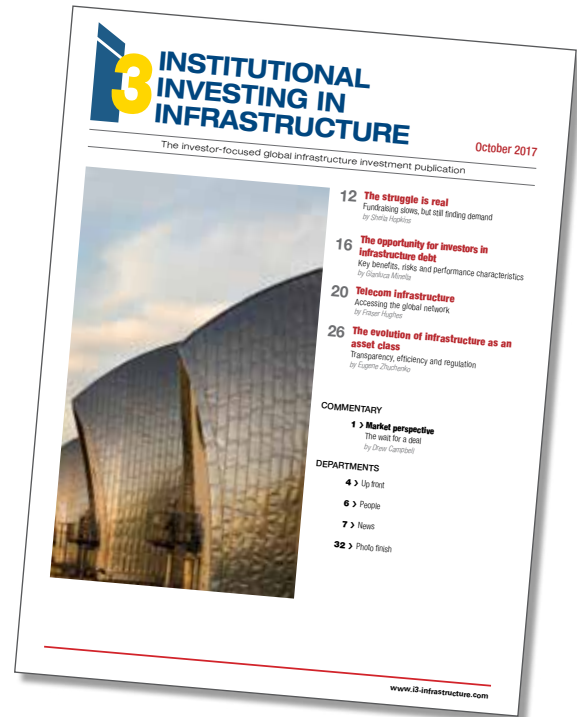 i3 INSTITUTIONAL
INVESTING IN
INFRASTRUCTURE
October 2017
The investor-focused global infrastructure investment publication
12 The struggle is real
Fundraising slows, but still finding demand
by Sheila Hopkins
16 The opportunity for investors in
infrastructure debt
Key benefits, risks and performance characteristics
by Gianluca Minella
20 Telecom infrastructure
Accessing the global network
by Fraser Hughes
26 The evolution of infrastructure as an
asset class
Transparency, efficiency and regulation
by Eugene Zhuchenko
COMMENTARY
1 ❯ Market perspective
The wait for a deal
by Drew Campbell
DEPARTMENTS
4 ❯ Up front
6 ❯ People
7 ❯ News
32 ❯ Photo finish
www.i3-infrastructure.com